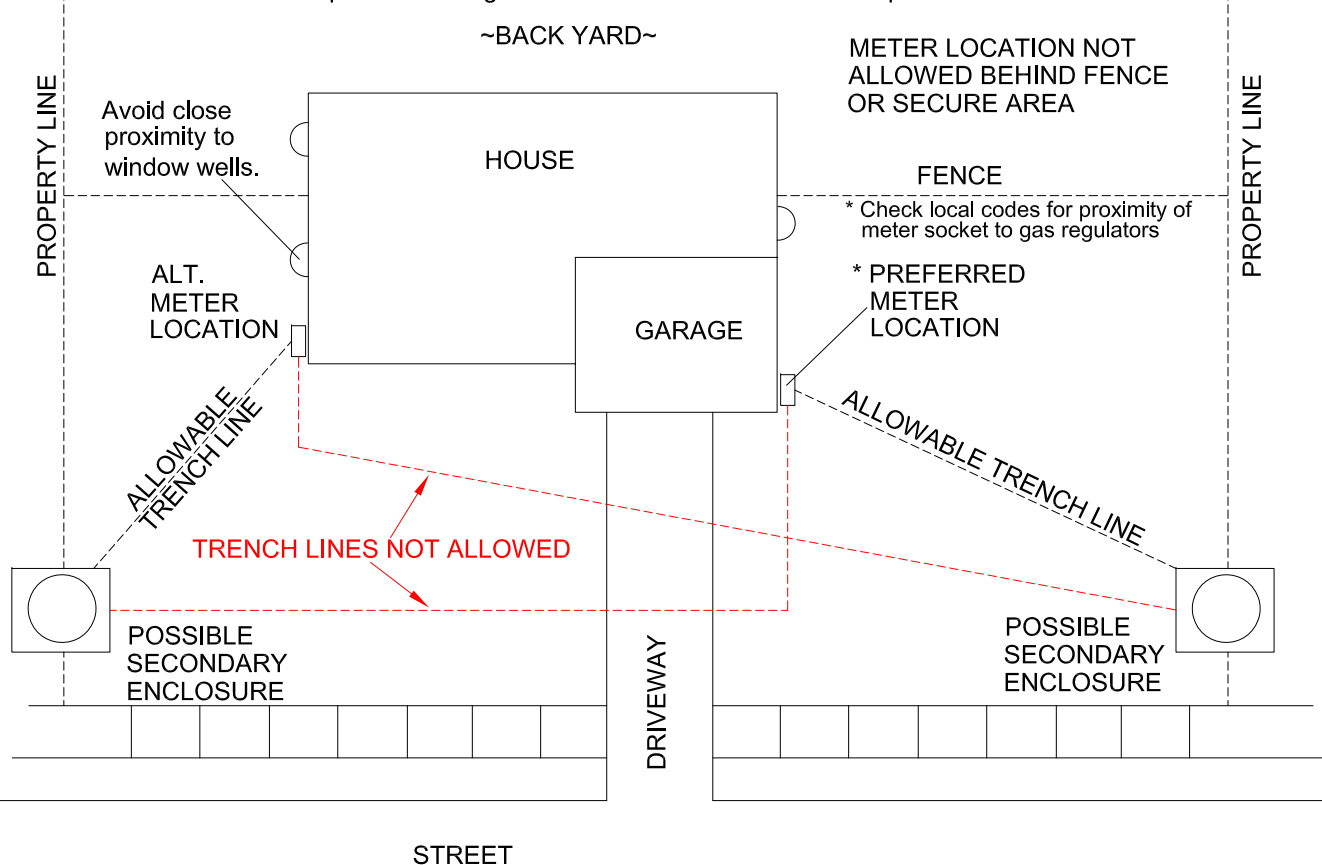 ~BACK YARD~
METER LOCATION NOT
ALLOWED BEHIND FENCE
OR SECURE AREA
PROPERTY LINE
Avoid close
proximity to
window wells.
HOUSE
FENCE
* Check local codes for proximity of
meter socket to gas regulators
PROPERTY LINE
ALT.
METER
LOCATION
GARAGE
* PREFERRED
METER
LOCATION
ALLOWABLE
TRENCH LINE
ALLOWABLE TRENCH LINE
TRENCH LINES NOT ALLOWED
POSSIBLE
SECONDARY
ENCLOSURE
POSSIBLE
SECONDARY
ENCLOSURE
DRIVEWAY
STREET